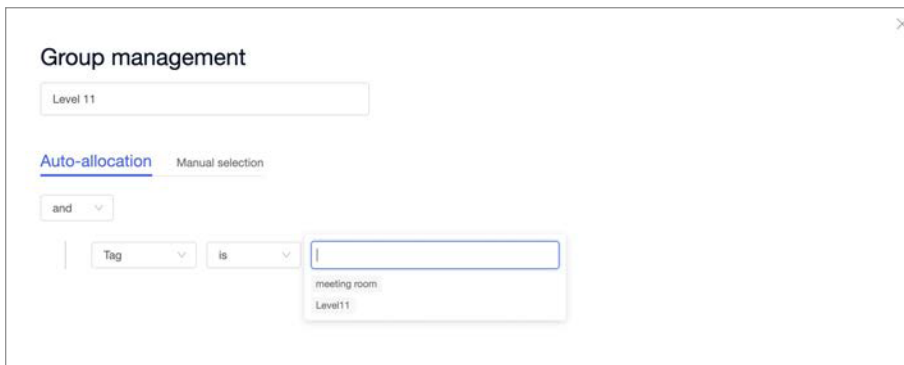 Group management
Level 11
Auto-allocation Manual selection
and
Tag is
meeting room
Level11